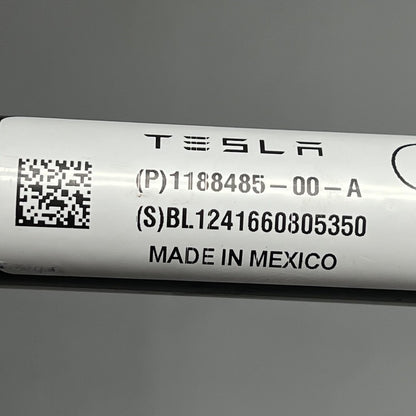 TESLA
(P)1188485-00-A
(S)BL1241660805350
MADE IN MEXICO